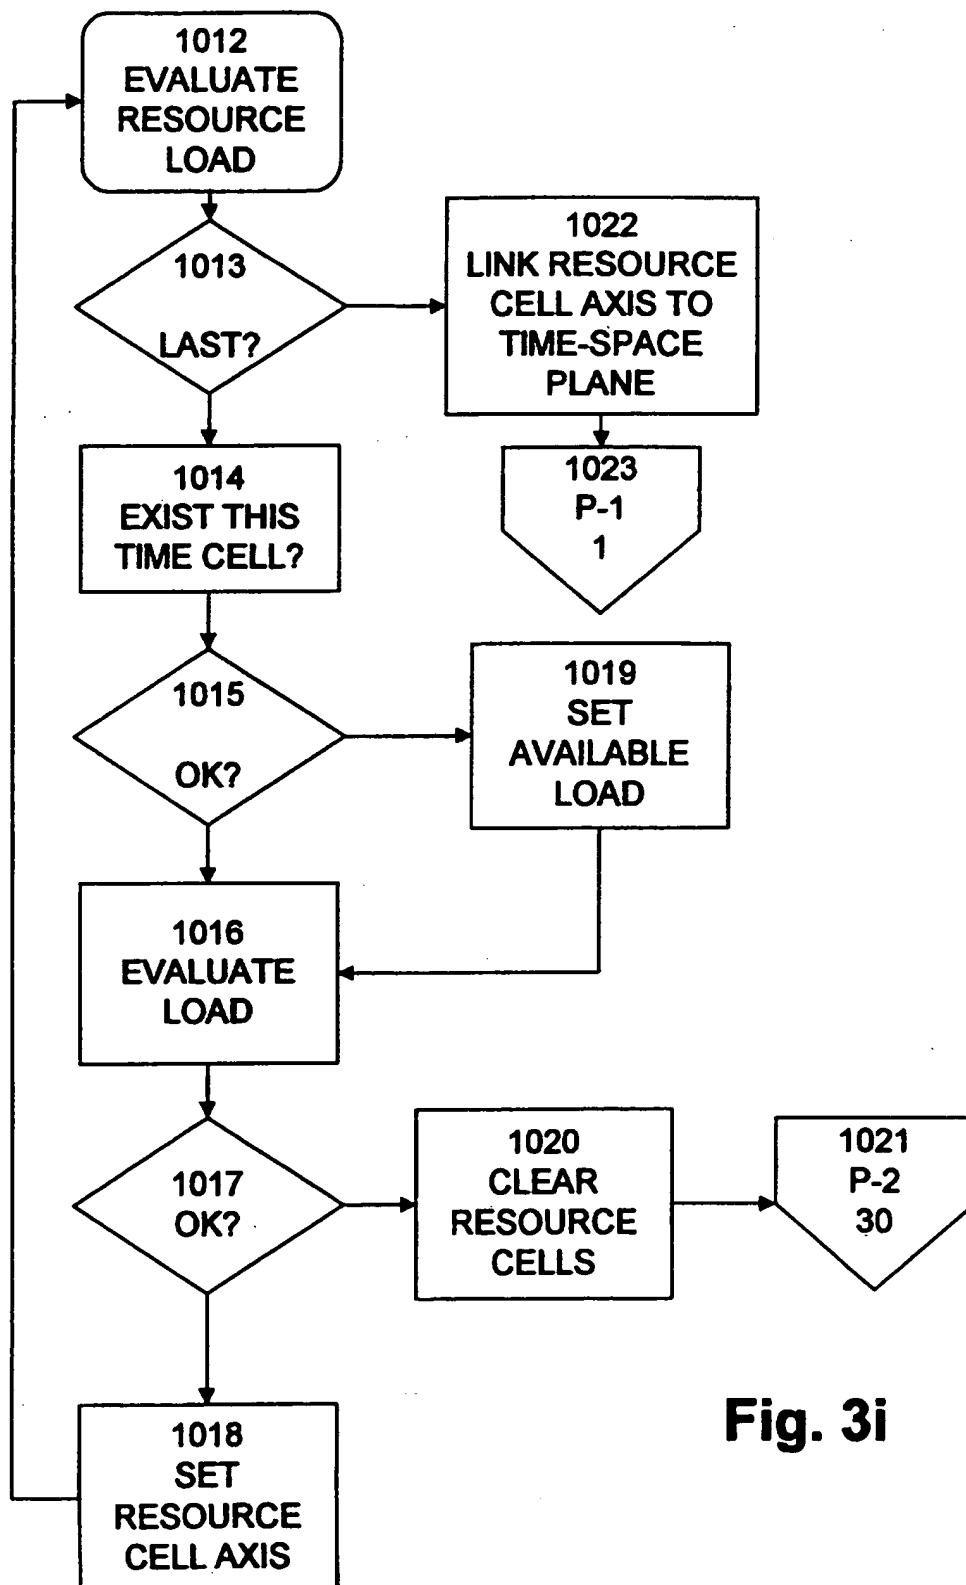 1012
EVALUATE
RESOURCE
LOAD
1013
LAST?
1022
LINK RESOURCE
CELL AXIS TO
TIME-SPACE
PLANE
1023
P-1
1
1014
EXIST THIS
TIME CELL?
1015
OK?
1019
SET
AVAILABLE
LOAD
1016
EVALUATE
LOAD
1017
OK?
1020
CLEAR
RESOURCE
CELLS
1021
P-2
30
1018
SET
RESOURCE
CELL AXIS
Fig. 3i